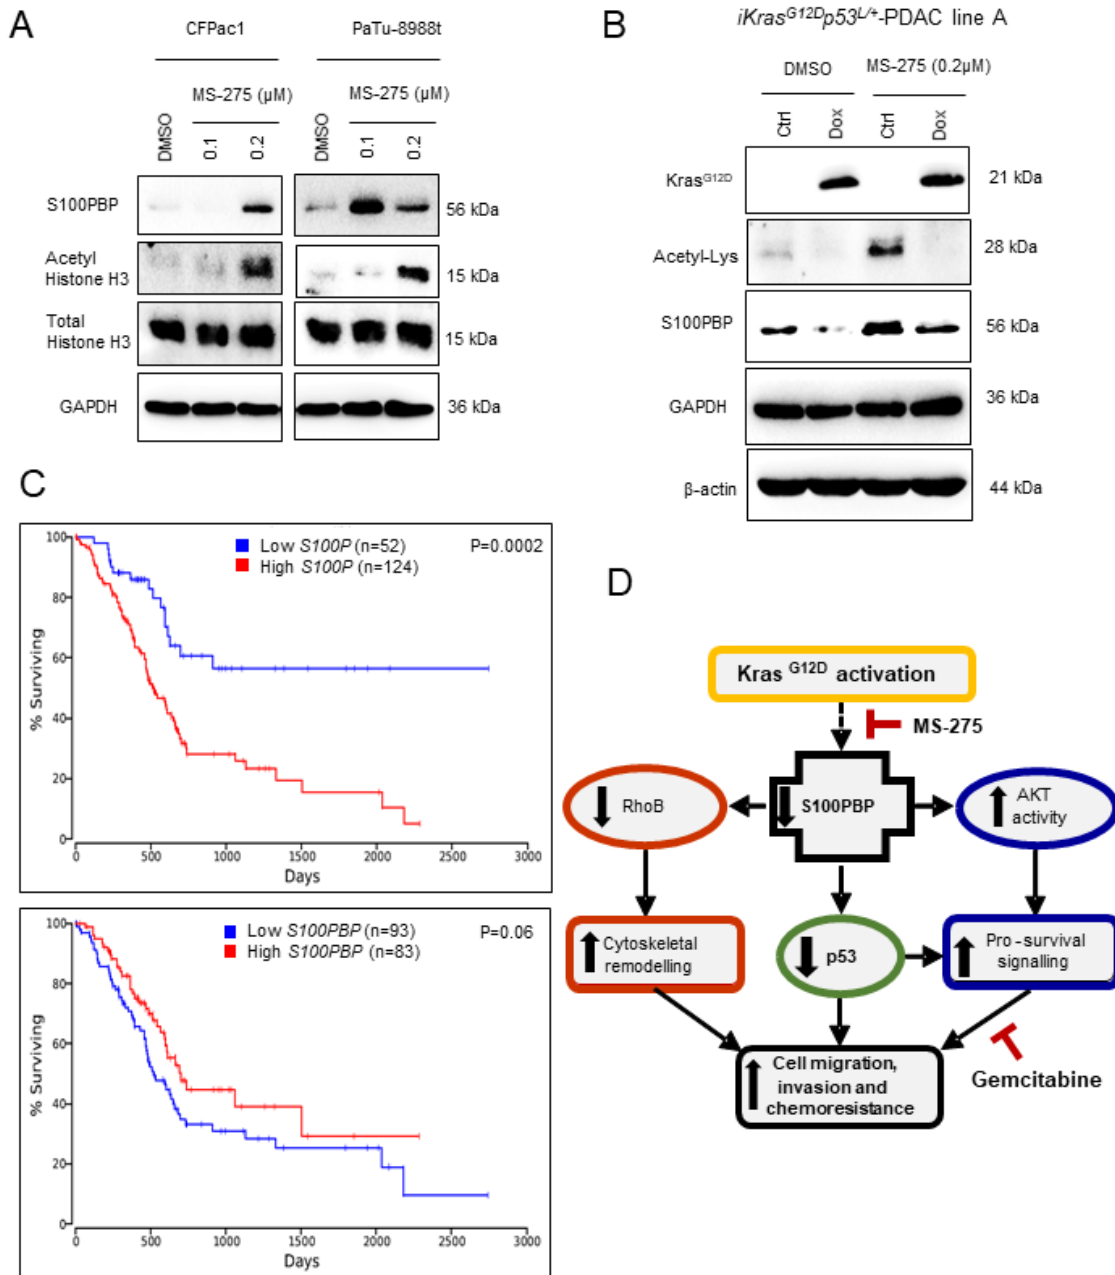 A
CFPac1
PaTu-8988t
MS-275 (µM)
MS-275 (µM)
DMSO
0.1
0.2
DMSO
0.1
0.2
S100PBP
56 kDa
Acetyl
Histone H3
15 kDa
Total
Histone H3
15 kDa
GAPDH
36 kDa
B
iKrasG12Dp53L/+-PDAC line A
DMSO
MS-275 (0.2µM)
Ctrl
Dox
Ctrl
Dox
KrasG12D
21 kDa
Acetyl-Lys
28 kDa
S100PBP
56 kDa
GAPDH
36 kDa
β-actin
44 kDa
C
Low S100P (n=52)
High S100P (n=124)
P=0.0002
% Surviving
100
80
60
40
20
0
0
500
1000
1500
2000
2500
3000
Days
Low S100PBP (n=93)
High S100PBP (n=83)
P=0.06
% Surviving
100
80
60
40
20
0
0
500
1000
1500
2000
2500
3000
Days
D
Kras G12D activation
MS-275
RhoB
S100PBP
AKT
activity
Cytoskeletal
remodelling
p53
Pro-survival
signalling
Cell migration,
invasion and
chemoresistance
Gemcitabine